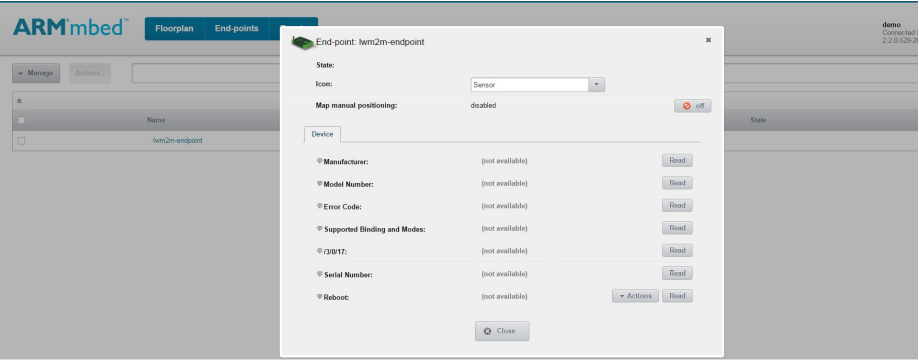 ARM mbed™
Floorplan End-points
demo
Connected
2.2.0-529-2
Manage Actions..
Name State
lwm2m-endpoint
End-point: lwm2m-endpoint
State:
Icon: Sensor
Map manual positioning: disabled off
Device
Manufacturer: (not available) Read
Model Number: (not available) Read
Error Code: (not available) Read
Supported Binding and Modes: (not available) Read
/3/0/17: (not available) Read
Serial Number: (not available) Read
Reboot: (not available) Actions Read
Close